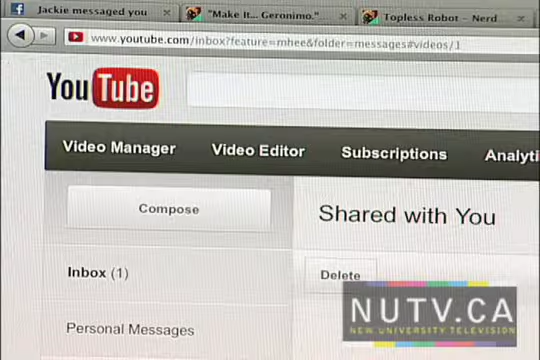 Jackie messaged you
"Make It... Geronimo."
Topless Robot - Nerd
www.youtube.com/inbox?feature=mhee&folder=messages#videos/1
YouTube
Video Manager
Video Editor
Subscriptions
Analyti
Compose
Shared with You
Inbox (1)
Delete
Personal Messages
NUTV.CA
NEW UNIVERSITY TELEVISION